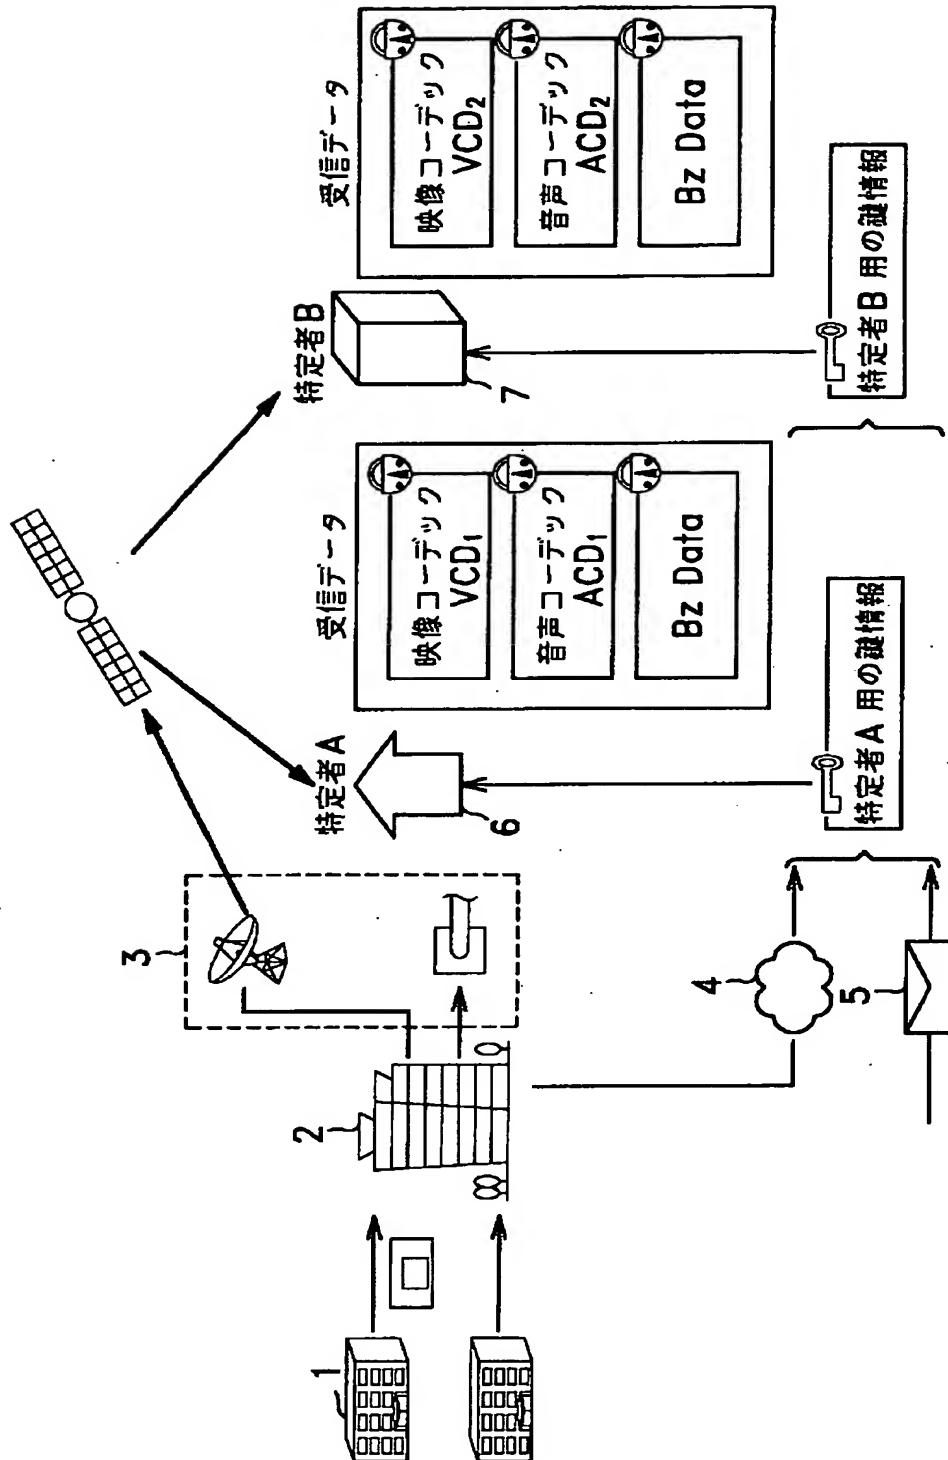 1
2
3
4
5
特定者A
6
受信データ
映像コーデック
VCD₁
音声コーデック
ACD₁
Bz Data
特定者A 用の鍵情報
特定者B
7
受信データ
映像コーデック
VCD₂
音声コーデック
ACD₂
Bz Data
特定者B 用の鍵情報